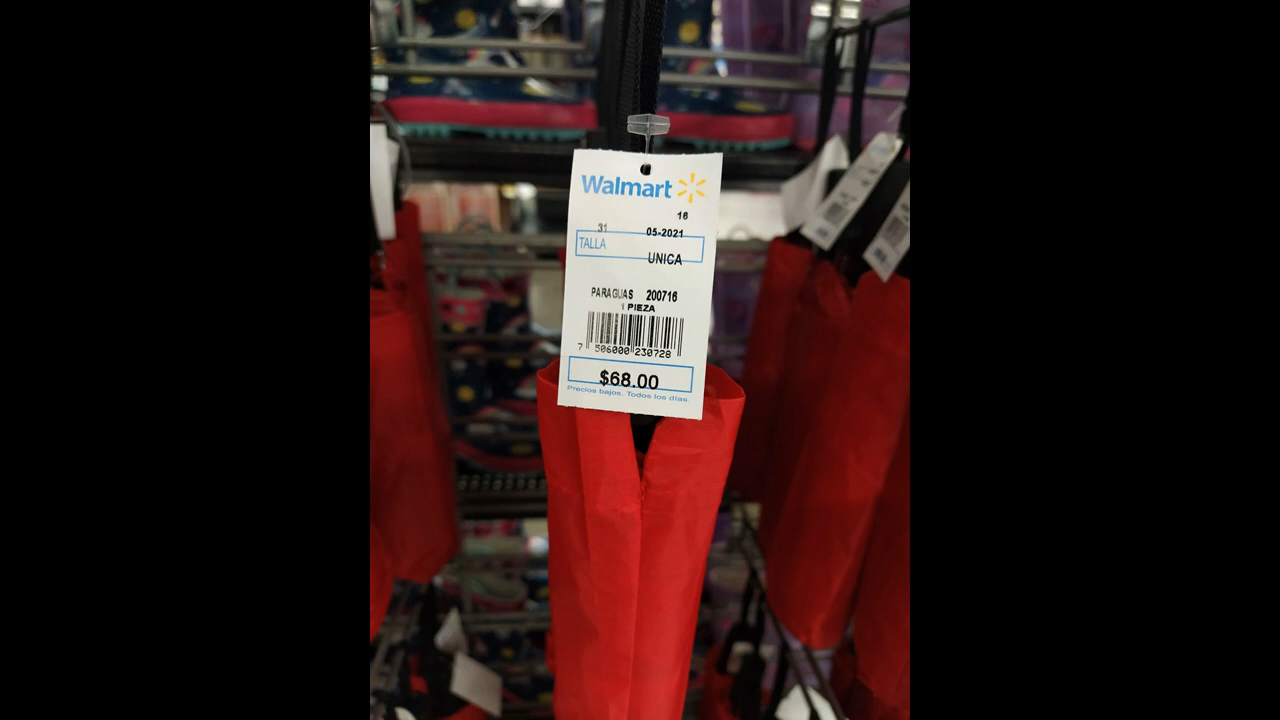 Walmart
16
31 05-2021
TALLA
UNICA
PARAGUAS 200716
1 PIEZA
7 506000 230728
$68.00
Precios bajos. Todos los días.